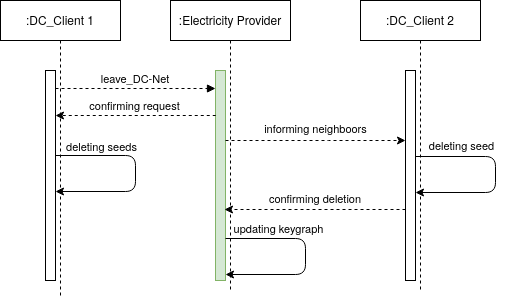 :DC_Client 1
:Electricity Provider
:DC_Client 2
leave_DC-Net
confirming request
informing neighboors
deleting seeds
deleting seed
confirming deletion
updating keygraph